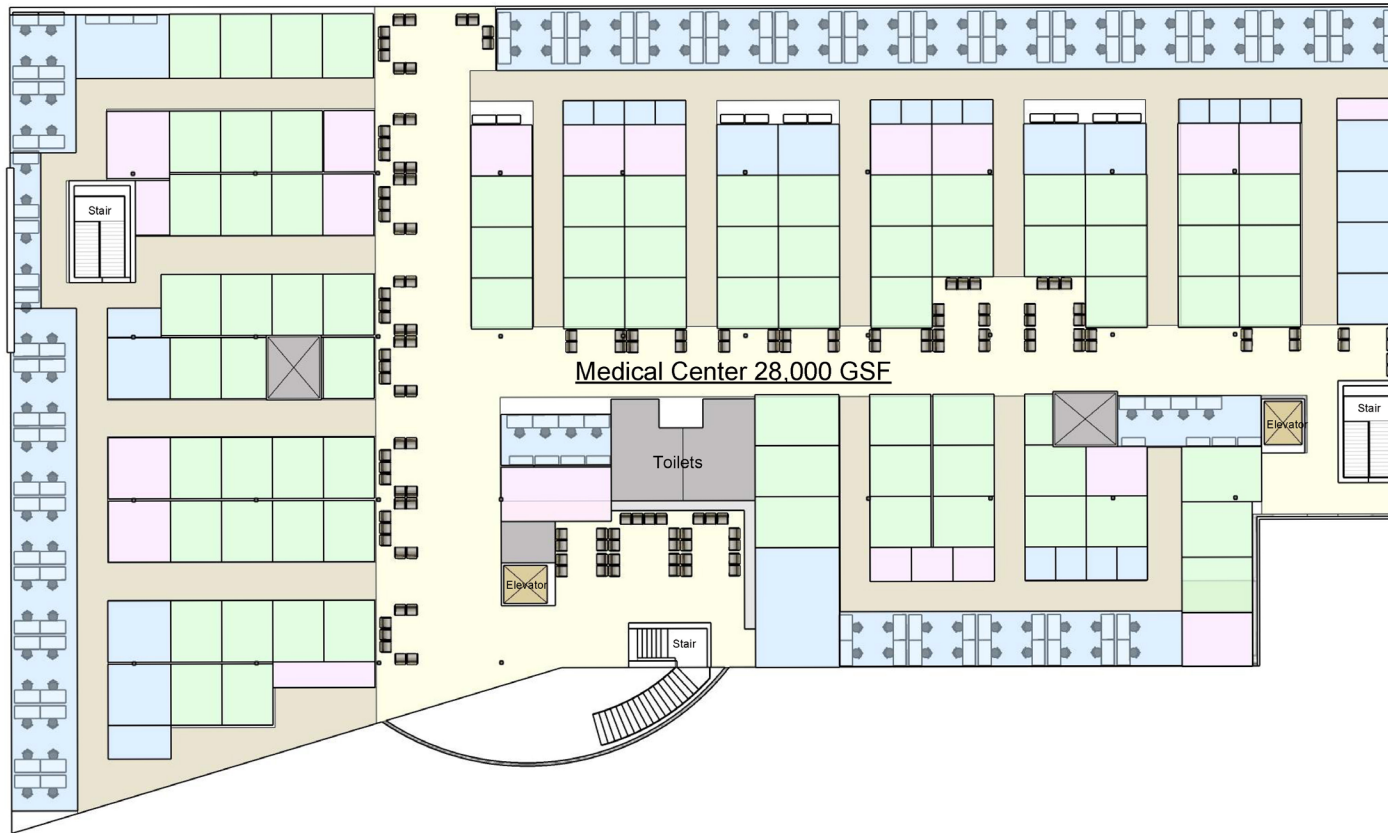 Stair
Medical Center 28,000 GSF
Stair
Elevator
Toilets
Elevator
Stair